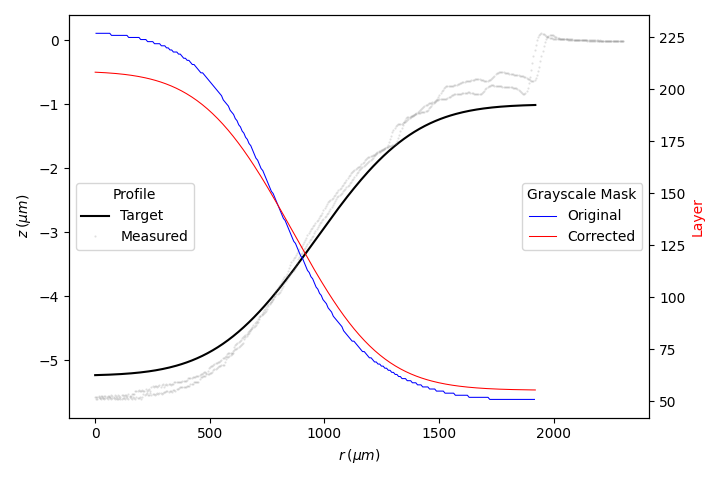 0
−1
−2
−3
−4
−5
z (μm)
Profile
Target
Measured
Grayscale Mask
Original
Corrected
225
200
175
150
125
100
75
50
Layer
0
500
1000
1500
2000
r (μm)